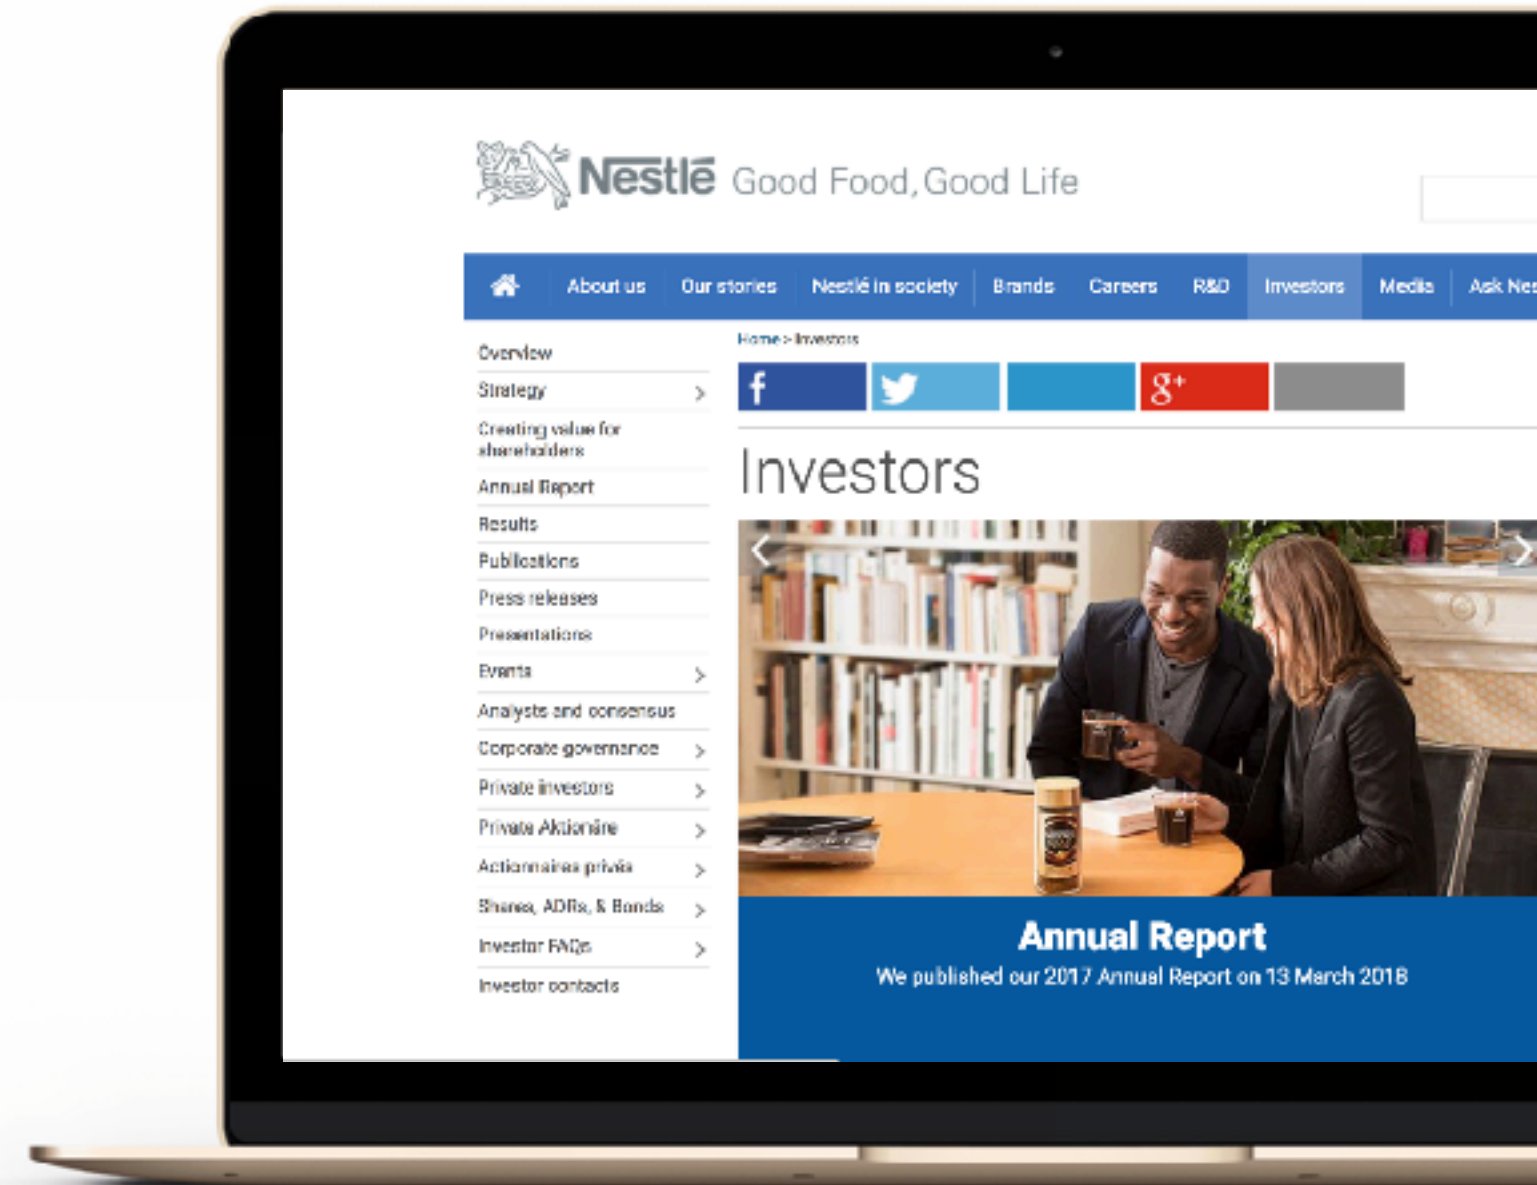 Nestlé Good Food, Good Life
About us Our stories Nestlé in society Brands Careers R&D Investors Media Ask Nes
Home > Investors
f g+
Investors
Overview
Strategy
Creating value for
shareholders
Annual Report
Results
Publications
Press releases
Presentations
Events
Analysts and consensus
Corporate governance
Private investors
Private Aktionäre
Actionnaires privés
Shares, ADRs, & Bonds
Investor FAQs
Investor contacts
Annual Report
We published our 2017 Annual Report on 13 March 2018